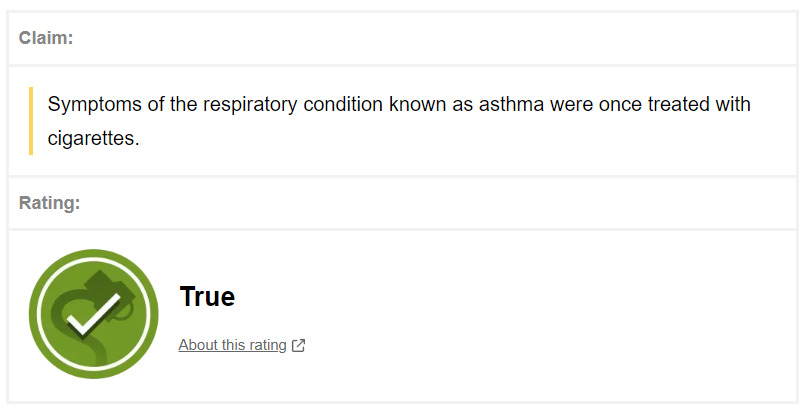 Claim:
Symptoms of the respiratory condition known as asthma were once treated with
cigarettes.
Rating:
True
About this rating